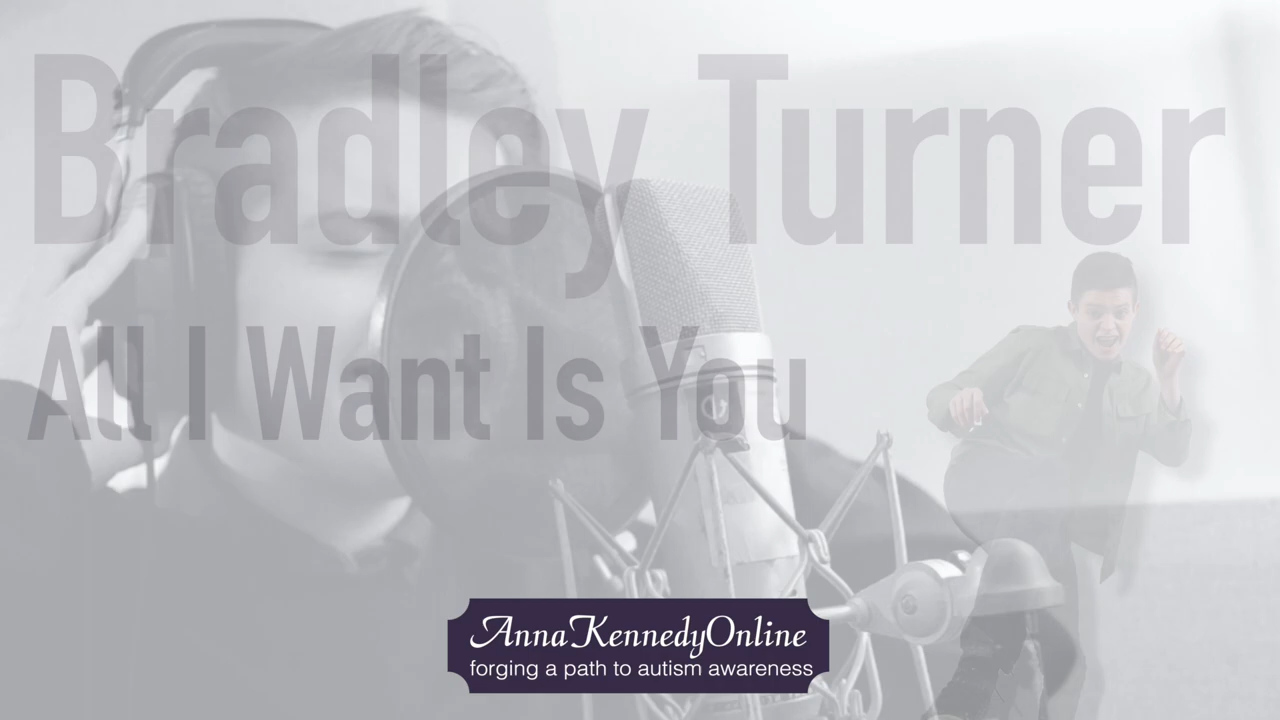 Bradley Turner
All I Want Is You
AnnaKennedyOnline
forging a path to autism awareness